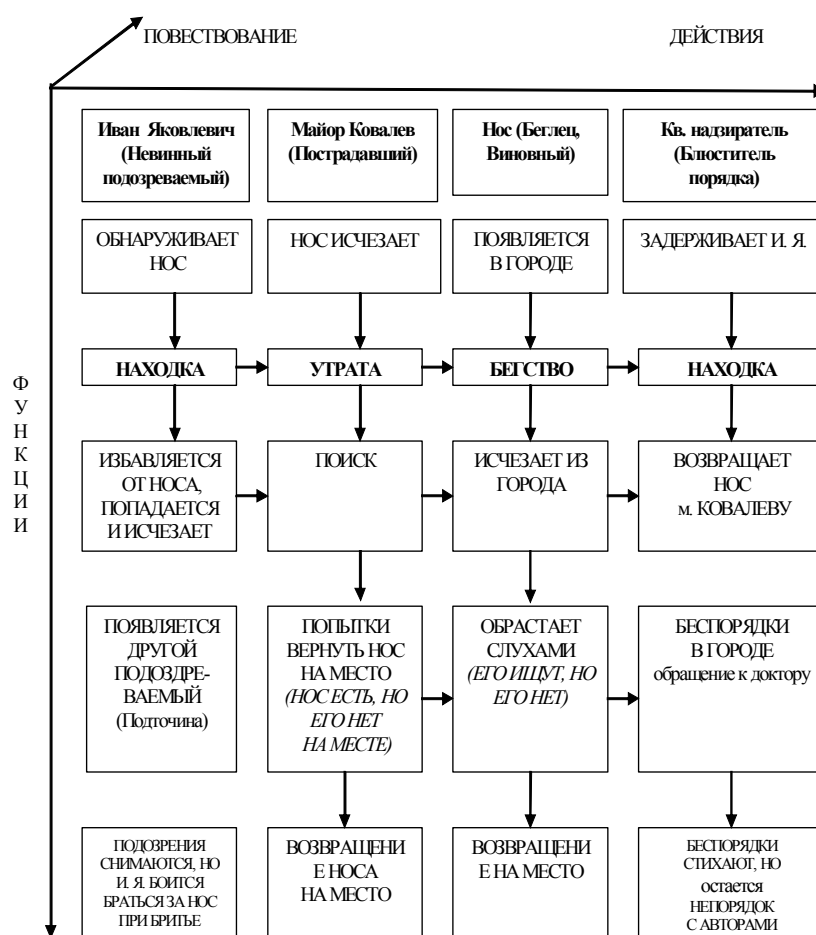 ПОВЕСТВОВАНИЕ
ДЕЙСТВИЯ
Иван Яковлевич
(Невинный
подозреваемый)
Майор Ковалев
(Пострадавший)
Нос (Беглец,
Виновный)
Кв. надзиратель
(Блюститель
порядка)
ОБНАРУЖИВАЕТ
НОС
НОС ИСЧЕЗАЕТ
ПОЯВЛЯЕТСЯ
В ГОРОДЕ
ЗАДЕРЖИВАЕТ И. Я.
Ф
У
Н
К
Ц
И
И
НАХОДКА
УТРАТА
БЕГСТВО
НАХОДКА
ИЗБАВЛЯЕТСЯ
ОТ НОСА,
ПОПАДАЕТСЯ
И ИСЧЕЗАЕТ
ПОИСК
ИСЧЕЗАЕТ ИЗ
ГОРОДА
ВОЗВРАЩАЕТ
НОС
м. КОВАЛЕВУ
ПОЯВЛЯЕТСЯ
ДРУГОЙ
ПОДОЗДРЕ-
ВАЕМЫЙ
(Подточина)
ПОПЫТКИ
ВЕРНУТЬ НОС
НА МЕСТО
(НОС ЕСТЬ, НО
ЕГО НЕТ
НА МЕСТЕ)
ОБРАСТАЕТ
СЛУХАМИ
(ЕГО ИЩУТ, НО
ЕГО НЕТ)
БЕСПОРЯДКИ
В ГОРОДЕ
обращение к доктору
ПОДОЗРЕНИЯ
СНИМАЮТСЯ, НО
И. Я. БОИТСЯ
БРАТЬСЯ ЗА НОС
ПРИ БРИТЬЕ
ВОЗВРАЩЕНИ
Е НОСА
НА МЕСТО
ВОЗВРАЩЕНИ
Е НА МЕСТО
БЕСПОРЯДКИ
СТИХАЮТ, НО
остается
НЕПОРЯДОК
С АВТОРАМИ